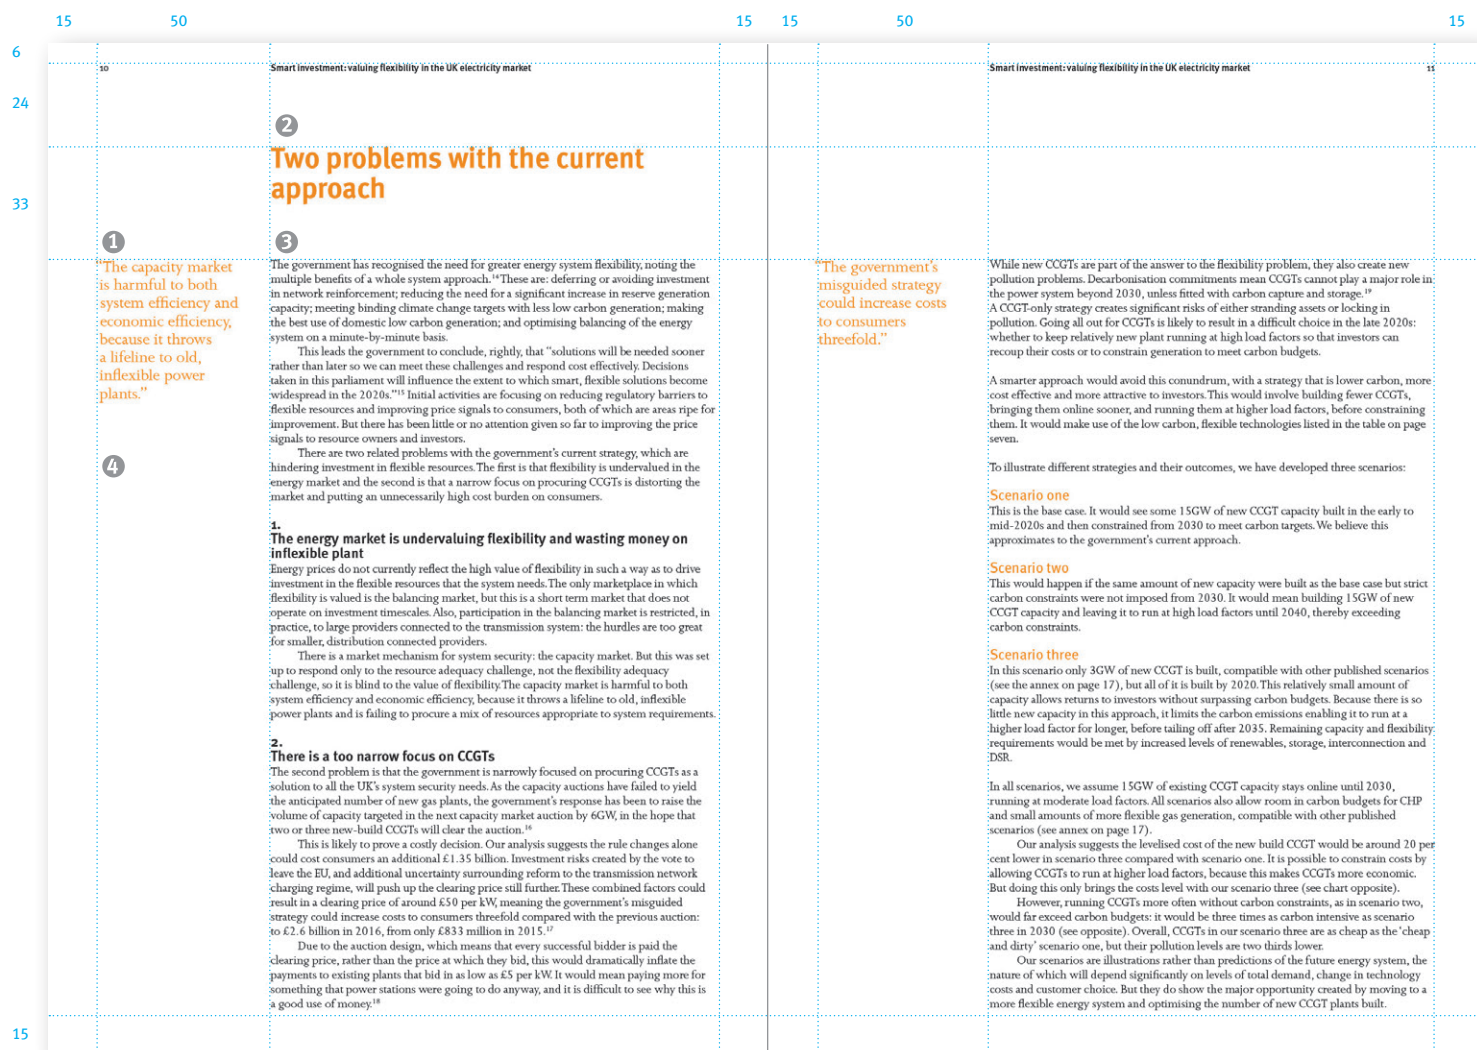 15 50 15 15 50 15
6
24
33
15
10
Smart investment: valuing flexibility in the UK electricity market
2
Two problems with the current
approach
1
3
“The capacity market
is harmful to both
system efficiency and
economic efficiency,
because it throws
a lifeline to old,
inflexible power
plants.”
4
The government has recognised the need for greater energy system flexibility, noting the
multiple benefits of a whole system approach.14 These are: deferring or avoiding investment
in network reinforcement; reducing the need for a significant increase in reserve generation
capacity; meeting binding climate change targets with less low carbon generation; making
the best use of domestic low carbon generation; and optimising balancing of the energy
system on a minute-by-minute basis.
This leads the government to conclude, rightly, that “solutions will be needed sooner
rather than later so we can meet these challenges and respond cost effectively. Decisions
taken in this parliament will influence the extent to which smart, flexible solutions become
widespread in the 2020s.”15 Initial activities are focusing on reducing regulatory barriers to
flexible resources and improving price signals to consumers, both of which are areas ripe for
improvement. But there has been little or no attention given so far to improving the price
signals to resource owners and investors.
There are two related problems with the government’s current strategy, which are
hindering investment in flexible resources. The first is that flexibility is undervalued in the
energy market and the second is that a narrow focus on procuring CCGTs is distorting the
market and putting an unnecessarily high cost burden on consumers.
1.
The energy market is undervaluing flexibility and wasting money on
inflexible plant
Energy prices do not currently reflect the high value of flexibility in such a way as to drive
investment in the flexible resources that the system needs. The only marketplace in which
flexibility is valued is the balancing market, but this is a short term market that does not
operate on investment timescales. Also, participation in the balancing market is restricted, in
practice, to large providers connected to the transmission system: the hurdles are too great
for smaller, distribution connected providers.
There is a market mechanism for system security: the capacity market. But this was set
up to respond only to the resource adequacy challenge, not the flexibility adequacy
challenge, so it is blind to the value of flexibility. The capacity market is harmful to both
system efficiency and economic efficiency, because it throws a lifeline to old, inflexible
power plants and is failing to procure a mix of resources appropriate to system requirements.
2.
There is a too narrow focus on CCGTs
The second problem is that the government is narrowly focused on procuring CCGTs as a
solution to all the UK’s system security needs. As the capacity auctions have failed to yield
the anticipated number of new gas plants, the government’s response has been to raise the
volume of capacity targeted in the next capacity market auction by 6GW, in the hope that
two or three new-build CCGTs will clear the auction.16
This is likely to prove a costly decision. Our analysis suggests the rule changes alone
could cost consumers an additional £1.35 billion. Investment risks created by the vote to
leave the EU, and additional uncertainty surrounding reform to the transmission network
charging regime, will push up the clearing price still further. These combined factors could
result in a clearing price of around £50 per kW, meaning the government’s misguided
strategy could increase costs to consumers threefold compared with the previous auction:
to £2.6 billion in 2016, from only £833 million in 2015.17
Due to the auction design, which means that every successful bidder is paid the
clearing price, rather than the price at which they bid, this would dramatically inflate the
payments to existing plants that bid in as low as £5 per kW. It would mean paying more for
something that power stations were going to do anyway, and it is difficult to see why this is
a good use of money.18
Smart investment: valuing flexibility in the UK electricity market
11
“The government’s
misguided strategy
could increase costs
to consumers
threefold.”
While new CCGTs are part of the answer to the flexibility problem, they also create new
pollution problems. Decarbonisation commitments mean CCGTs cannot play a major role in
the power system beyond 2030, unless fitted with carbon capture and storage.19
A CCGT-only strategy creates significant risks of either stranding assets or locking in
pollution. Going all out for CCGTs is likely to result in a difficult choice in the late 2020s:
whether to keep relatively new plant running at high load factors so that investors can
recoup their costs or to constrain generation to meet carbon budgets.
A smarter approach would avoid this conundrum, with a strategy that is lower carbon, more
cost effective and more attractive to investors. This would involve building fewer CCGTs,
bringing them online sooner, and running them at higher load factors, before constraining
them. It would make use of the low carbon, flexible technologies listed in the table on page
seven.
To illustrate different strategies and their outcomes, we have developed three scenarios:
Scenario one
This is the base case. It would see some 15GW of new CCGT capacity built in the early to
mid-2020s and then constrained from 2030 to meet carbon targets. We believe this
approximates to the government’s current approach.
Scenario two
This would happen if the same amount of new capacity were built as the base case but strict
carbon constraints were not imposed from 2030. It would mean building 15GW of new
CCGT capacity and leaving it to run at high load factors until 2040, thereby exceeding
carbon constraints.
Scenario three
In this scenario only 3GW of new CCGT is built, compatible with other published scenarios
(see the annex on page 17), but all of it is built by 2020. This relatively small amount of
capacity allows returns to investors without surpassing carbon budgets. Because there is so
little new capacity in this approach, it limits the carbon emissions enabling it to run at a
higher load factor for longer, before tailing off after 2035. Remaining capacity and flexibility
requirements would be met by increased levels of renewables, storage, interconnection and
DSR.
In all scenarios, we assume 15GW of existing CCGT capacity stays online until 2030,
running at moderate load factors. All scenarios also allow room in carbon budgets for CHP
and small amounts of more flexible gas generation, compatible with other published
scenarios (see annex on page 17).
Our analysis suggests the levelised cost of the new build CCGT would be around 20 per
cent lower in scenario three compared with scenario one. It is possible to constrain costs by
allowing CCGTs to run at higher load factors, because this makes CCGTs more economic.
But doing this only brings the costs level with our scenario three (see chart opposite).
However, running CCGTs more often without carbon constraints, as in scenario two,
would far exceed carbon budgets: it would be three times as carbon intensive as scenario
three in 2030 (see opposite). Overall, CCGTs in our scenario three are as cheap as the ‘cheap
and dirty’ scenario one, but their pollution levels are two thirds lower.
Our scenarios are illustrations rather than predictions of the future energy system, the
nature of which will depend significantly on levels of total demand, change in technology
costs and customer choice. But they do show the major opportunity created by moving to a
more flexible energy system and optimising the number of new CCGT plants built.